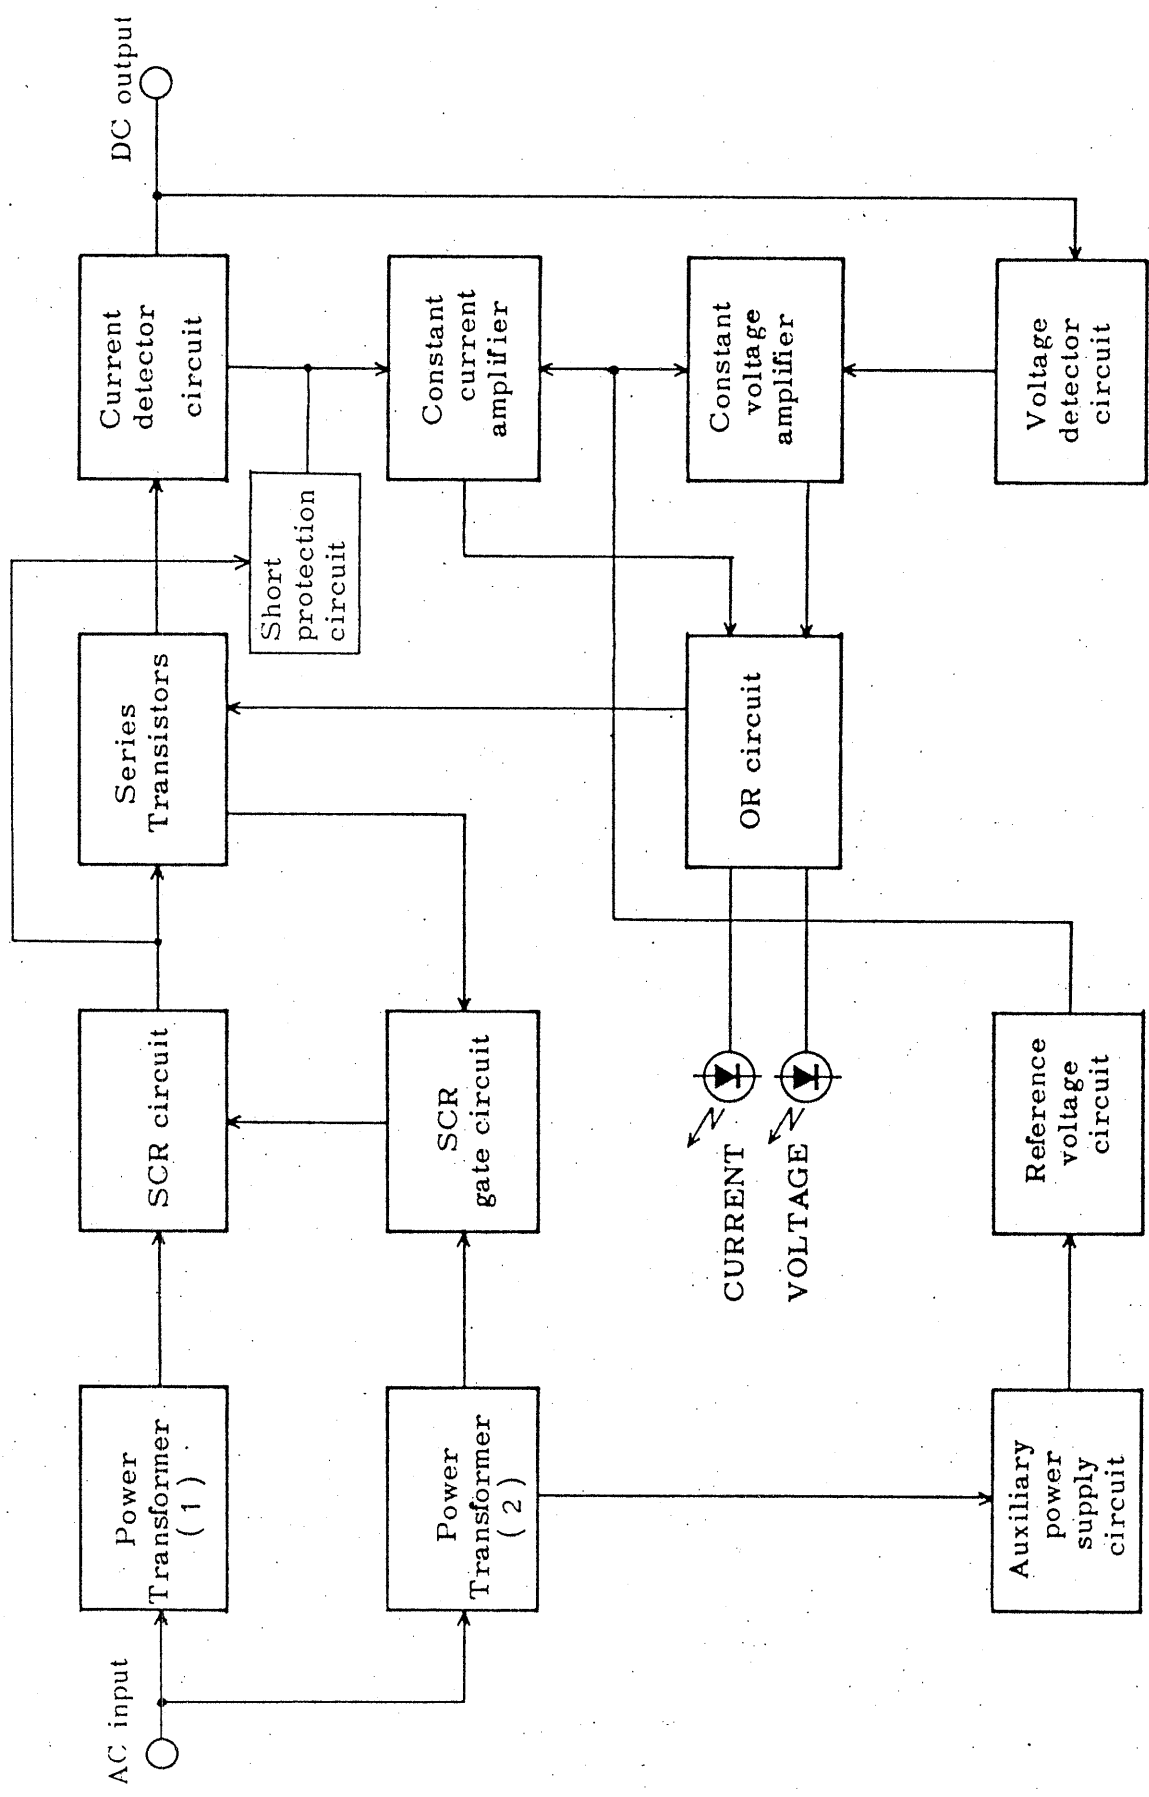 AC input
Power
Transformer
( 1 )
SCR circuit
Series
Transistors
Current
detector
circuit
DC output
Short
protection
circuit
Power
Transformer
( 2 )
SCR
gate circuit
Constant
current
amplifier
CURRENT
VOLTAGE
OR circuit
Constant
voltage
amplifier
Auxiliary
power
supply
circuit
Reference
voltage
circuit
Voltage
detector
circuit